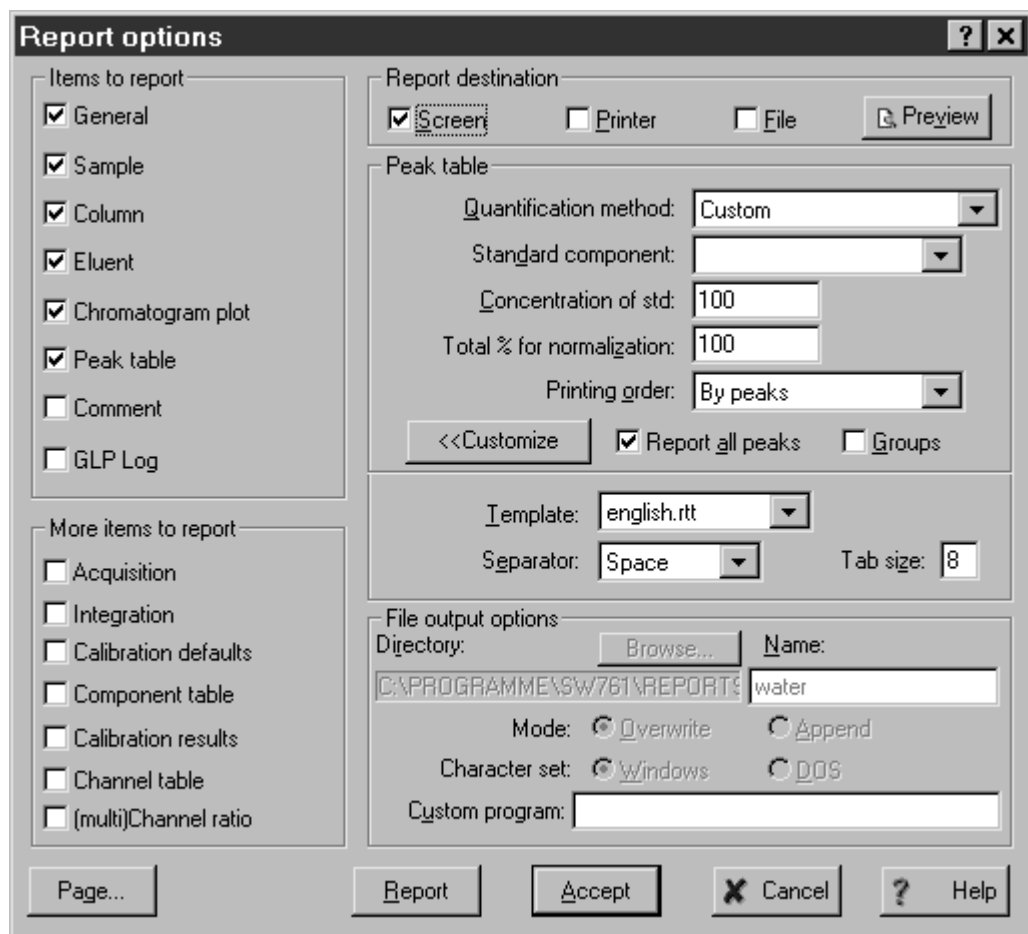 Report options
Items to report
General
Sample
Column
Eluent
Chromatogram plot
Peak table
Comment
GLP Log
More items to report
Acquisition
Integration
Calibration defaults
Component table
Calibration results
Channel table
(multi)Channel ratio
Report destination
Screen Printer File Preview
Peak table
Quantification method: Custom
Standard component:
Concentration of std: 100
Total % for normalization: 100
Printing order: By peaks
<<Customize Report all peaks Groups
Template: english.rtt
Separator: Space Tab size: 8
File output options
Directory: Browse... Name:
C:\PROGRAMME\SW761\REPORTS water
Mode: Overwrite Append
Character set: Windows DOS
Custom program:
Page... Report Accept Cancel Help